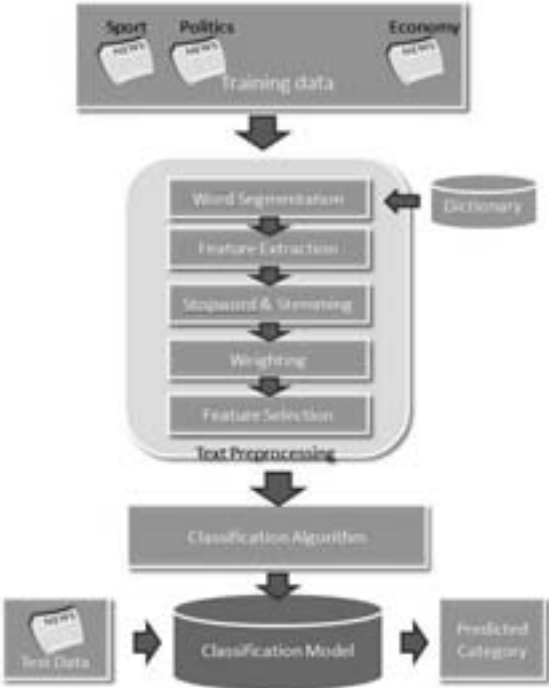 Sport
Politics
Economy
NEWS
NEWS
NEWS
Training data
Word Segmentation
Dictionary
Feature Extraction
Stopword & Stemming
Weighting
Feature Selection
Text Preprocessing
Classification Algorithm
NEWS
Test Data
Classification Model
Predicted
Category